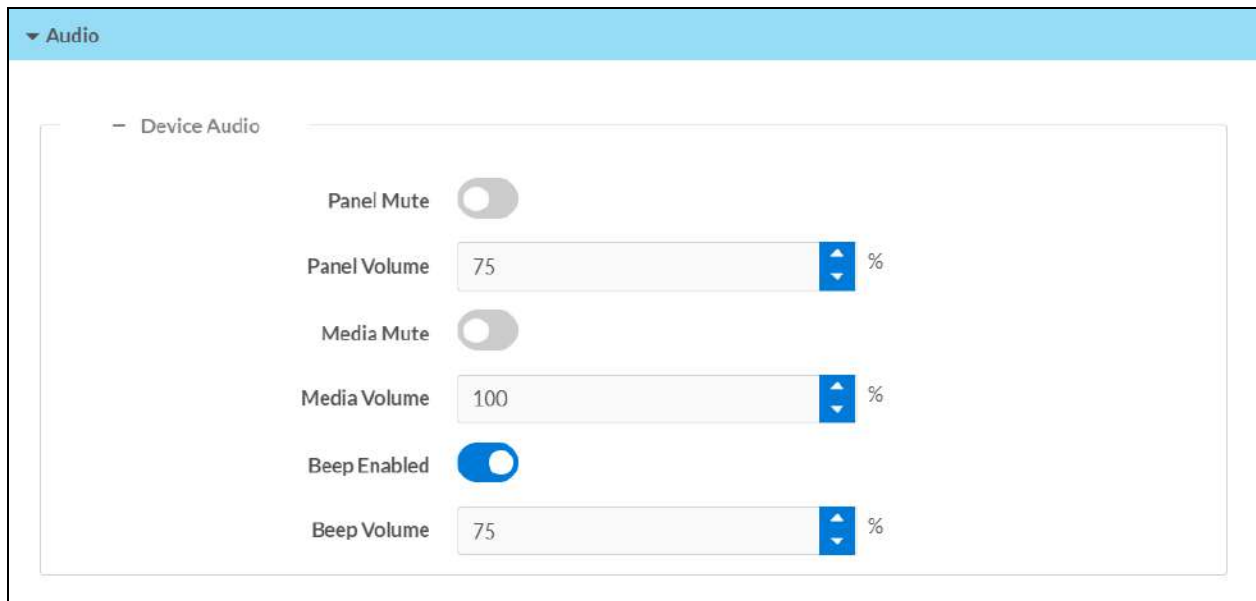 Audio
– Device Audio
Panel Mute
Panel Volume 75 %
Media Mute
Media Volume 100 %
Beep Enabled
Beep Volume 75 %